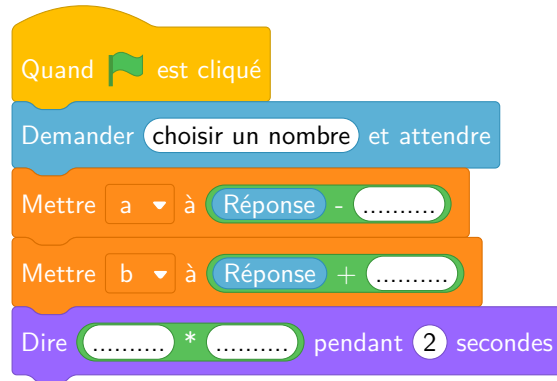 Quand est cliqué
Demander choisir un nombre et attendre
Mettre a à Réponse - ..........
Mettre b à Réponse + ..........
Dire .......... * .......... pendant 2 secondes